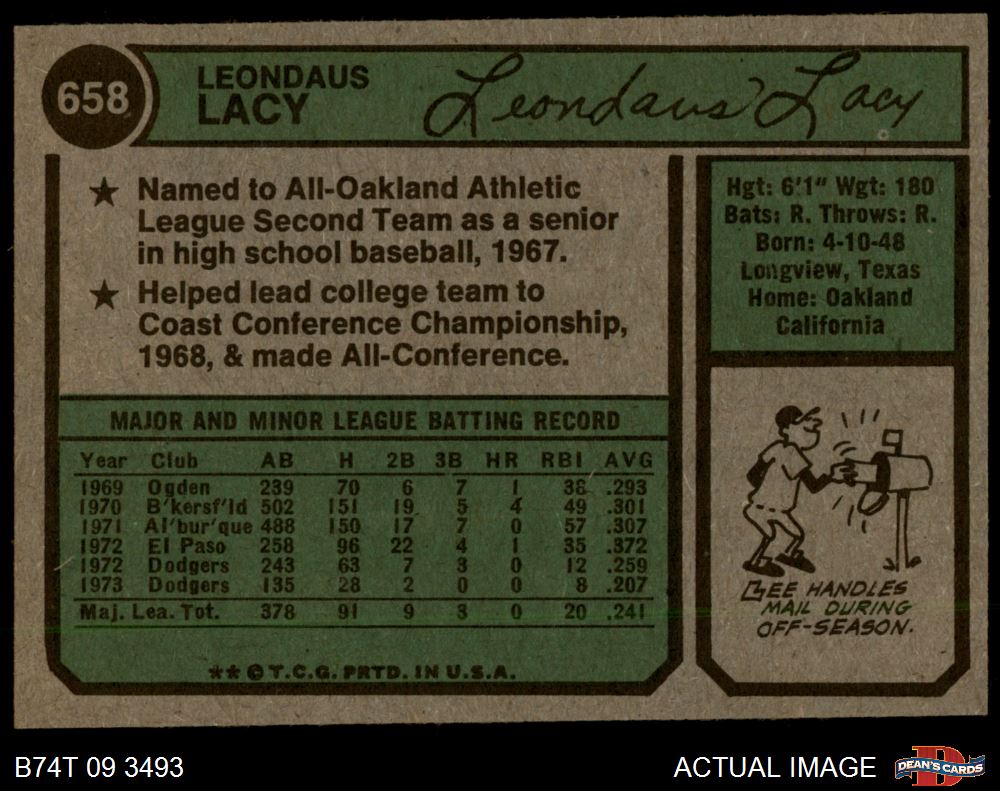 658
LEONDAUS
LACY
Leondaus Lacy
★ Named to All-Oakland Athletic
League Second Team as a senior
in high school baseball, 1967.
★ Helped lead college team to
Coast Conference Championship,
1968, & made All-Conference.
Hgt: 6'1" Wgt: 180
Bats: R. Throws: R.
Born: 4-10-48
Longview, Texas
Home: Oakland
California
MAJOR AND MINOR LEAGUE BATTING RECORD
Year Club AB H 2B 3B HR RBI AVG
1969 Ogden 239 70 6 7 1 38 .293
1970 B'kersf'ld 502 151 19 5 4 49 .301
1971 Al'bur'que 488 150 17 7 0 57 .307
1972 El Paso 258 96 22 4 1 35 .372
1972 Dodgers 243 63 7 3 0 12 .259
1973 Dodgers 135 28 2 0 0 8 .207
Maj. Lea. Tot. 378 91 9 3 0 20 .241
** © T.C.G. PRTD. IN U.S.A.
LEE HANDLES
MAIL DURING
OFF-SEASON.
B74T 09 3493
ACTUAL IMAGE
DEAN'S CARDS